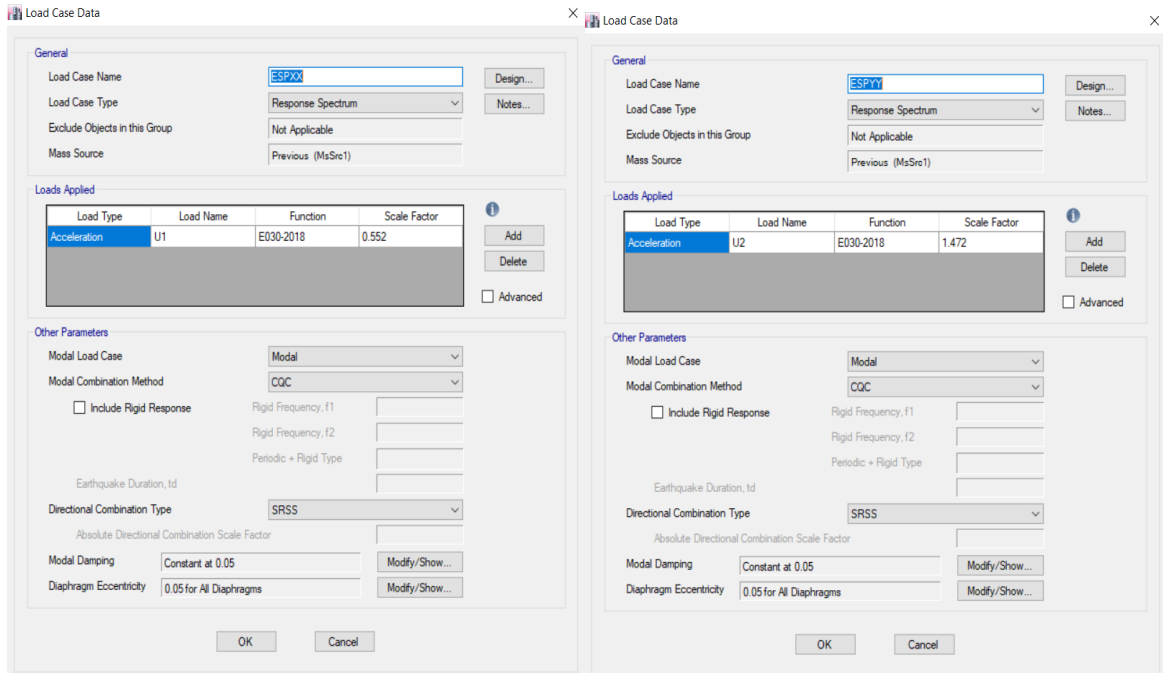 Load Case Data
General
Load Case Name ESPXX Design...
Load Case Type Response Spectrum Notes...
Exclude Objects in this Group Not Applicable
Mass Source Previous (MsSrc1)
Loads Applied
Load Type Load Name Function Scale Factor
Acceleration U1 E030-2018 0.552
Add
Delete
Advanced
Other Parameters
Modal Load Case Modal
Modal Combination Method CQC
Include Rigid Response Rigid Frequency, f1
Rigid Frequency, f2
Periodic + Rigid Type
Earthquake Duration, td
Directional Combination Type SRSS
Absolute Directional Combination Scale Factor
Modal Damping Constant at 0.05 Modify/Show...
Diaphragm Eccentricity 0.05 for All Diaphragms Modify/Show...
OK Cancel
Load Case Data
General
Load Case Name ESPYY Design...
Load Case Type Response Spectrum Notes...
Exclude Objects in this Group Not Applicable
Mass Source Previous (MsSrc1)
Loads Applied
Load Type Load Name Function Scale Factor
Acceleration U2 E030-2018 1.472
Add
Delete
Advanced
Other Parameters
Modal Load Case Modal
Modal Combination Method CQC
Include Rigid Response Rigid Frequency, f1
Rigid Frequency, f2
Periodic + Rigid Type
Earthquake Duration, td
Directional Combination Type SRSS
Absolute Directional Combination Scale Factor
Modal Damping Constant at 0.05 Modify/Show...
Diaphragm Eccentricity 0.05 for All Diaphragms Modify/Show...
OK Cancel